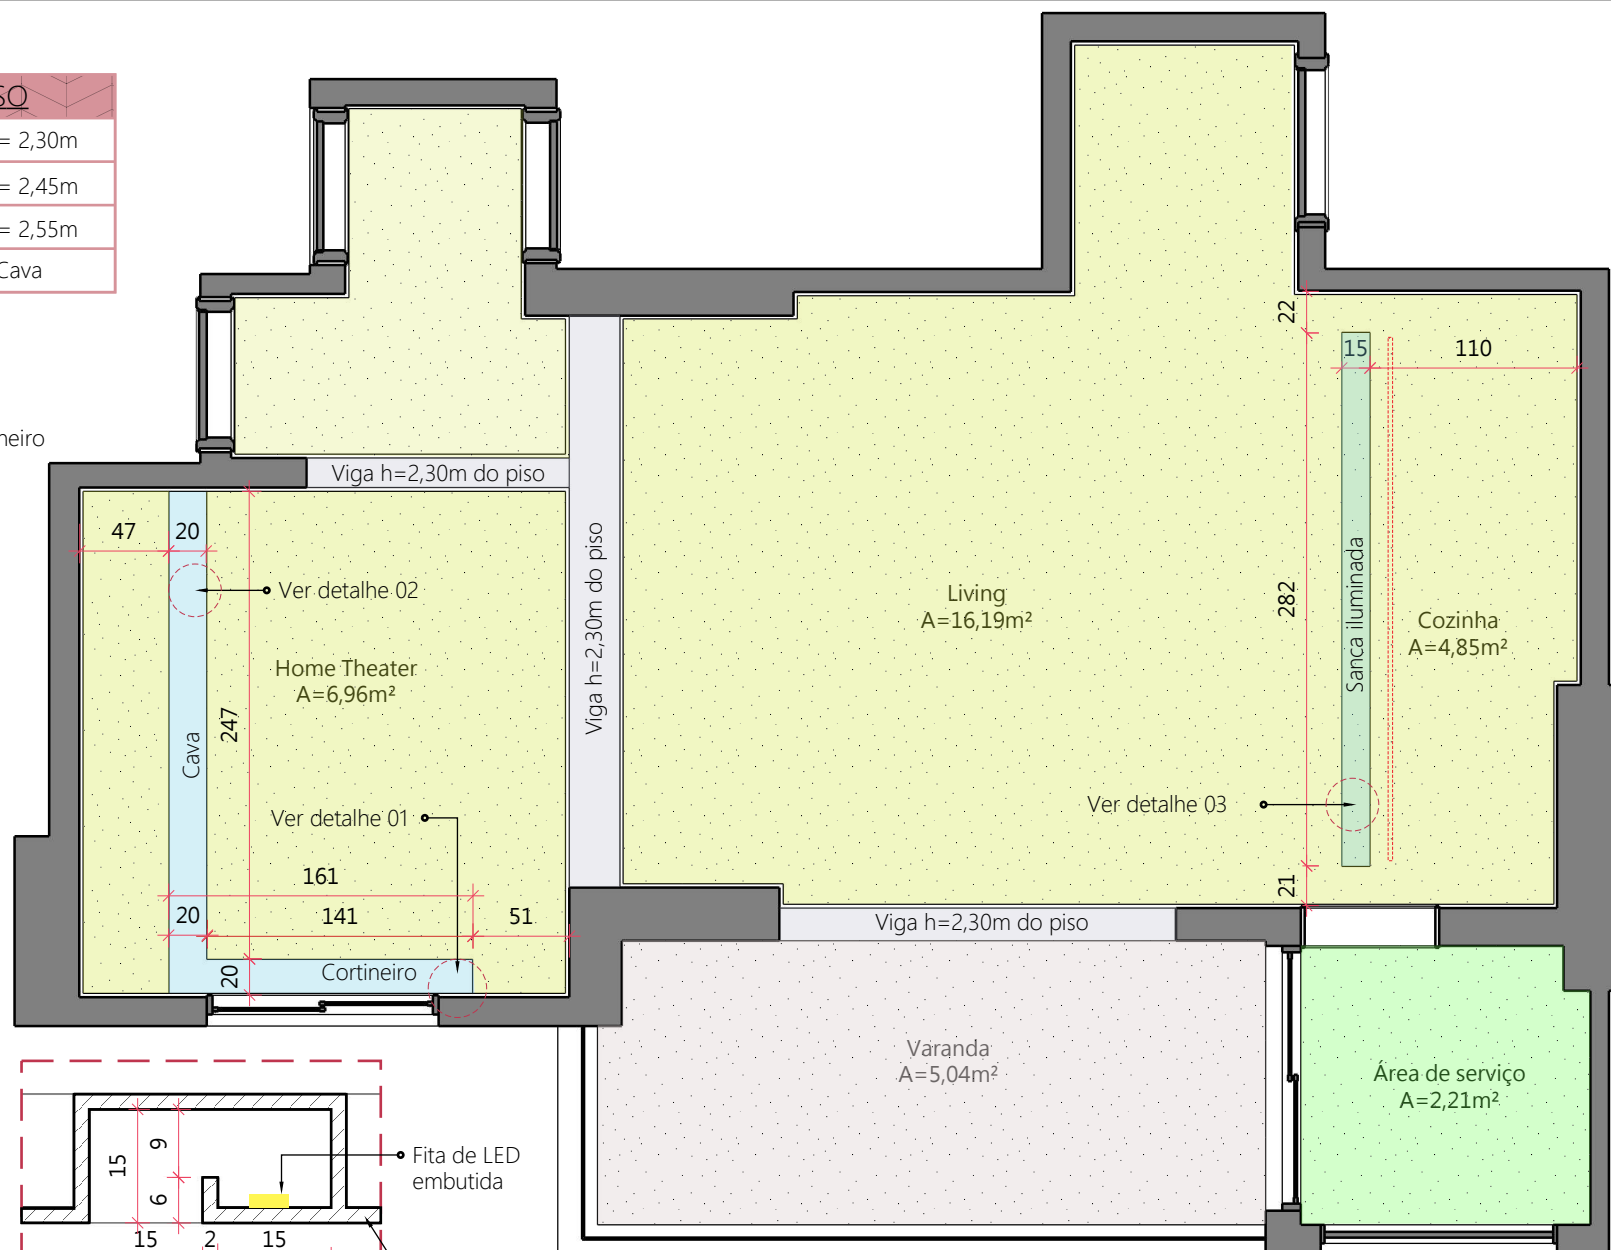 = 2,30m
= 2,45m
= 2,55m
Cava
Viga h=2,30m do piso
47
20
Ver detalhe 02
Home Theater
A=6,96m²
247
Cava
Ver detalhe 01
161
20
141
51
20
Cortineiro
Viga h=2,30m do piso
Living
A=16,19m²
22
15
110
282
Sanca iluminada
Cozinha
A=4,85m²
Ver detalhe 03
21
Viga h=2,30m do piso
Varanda
A=5,04m²
Área de serviço
A=2,21m²
15
9
6
Fita de LED
embutida
15
2
15